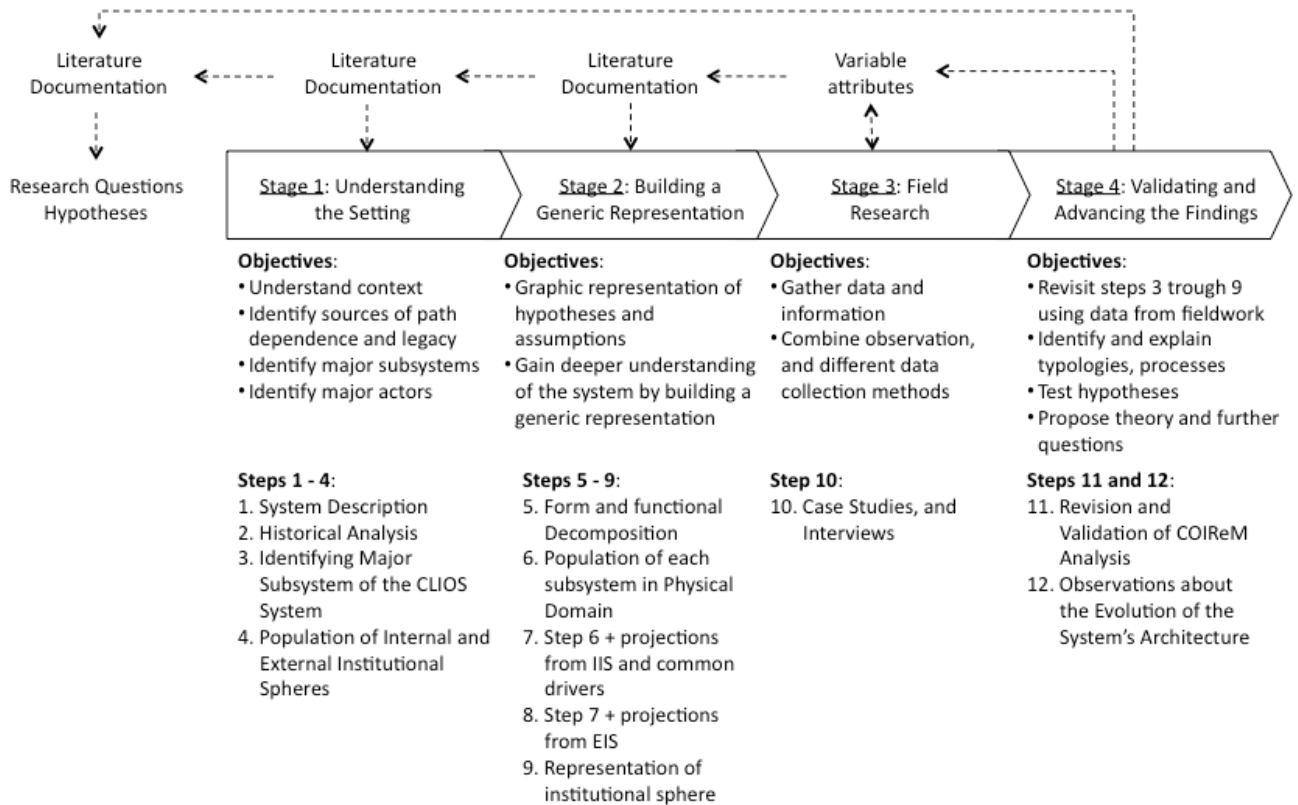 Literature
Documentation
Literature
Documentation
Literature
Documentation
Variable
attributes
Research Questions
Hypotheses
Stage 1: Understanding
the Setting
Stage 2: Building a
Generic Representation
Stage 3: Field
Research
Stage 4: Validating and
Advancing the Findings
Objectives:
• Understand context
• Identify sources of path
dependence and legacy
• Identify major subsystems
• Identify major actors
Objectives:
• Graphic representation of
hypotheses and
assumptions
• Gain deeper understanding
of the system by building a
generic representation
Objectives:
• Gather data and
information
• Combine observation,
and different data
collection methods
Objectives:
• Revisit steps 3 trough 9
using data from fieldwork
• Identify and explain
typologies, processes
• Test hypotheses
• Propose theory and further
questions
Steps 1 - 4:
1. System Description
2. Historical Analysis
3. Identifying Major
Subsystem of the CLIOS
System
4. Population of Internal and
External Institutional
Spheres
Steps 5 - 9:
5. Form and functional
Decomposition
6. Population of each
subsystem in Physical
Domain
7. Step 6 + projections
from IIS and common
drivers
8. Step 7 + projections
from EIS
9. Representation of
institutional sphere
Step 10:
10. Case Studies, and
Interviews
Steps 11 and 12:
11. Revision and
Validation of COIReM
Analysis
12. Observations about
the Evolution of the
System's Architecture